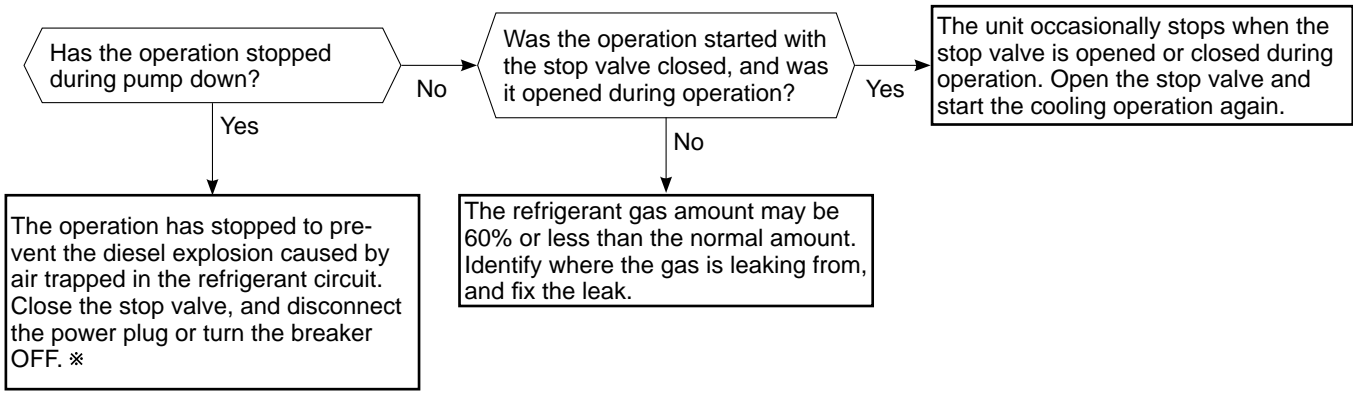 Has the operation stopped
during pump down?
No
Yes
Was the operation started with
the stop valve closed, and was
it opened during operation?
Yes
No
The unit occasionally stops when the
stop valve is opened or closed during
operation. Open the stop valve and
start the cooling operation again.
The operation has stopped to pre-
vent the diesel explosion caused by
air trapped in the refrigerant circuit.
Close the stop valve, and disconnect
the power plug or turn the breaker
OFF. ※
The refrigerant gas amount may be
60% or less than the normal amount.
Identify where the gas is leaking from,
and fix the leak.